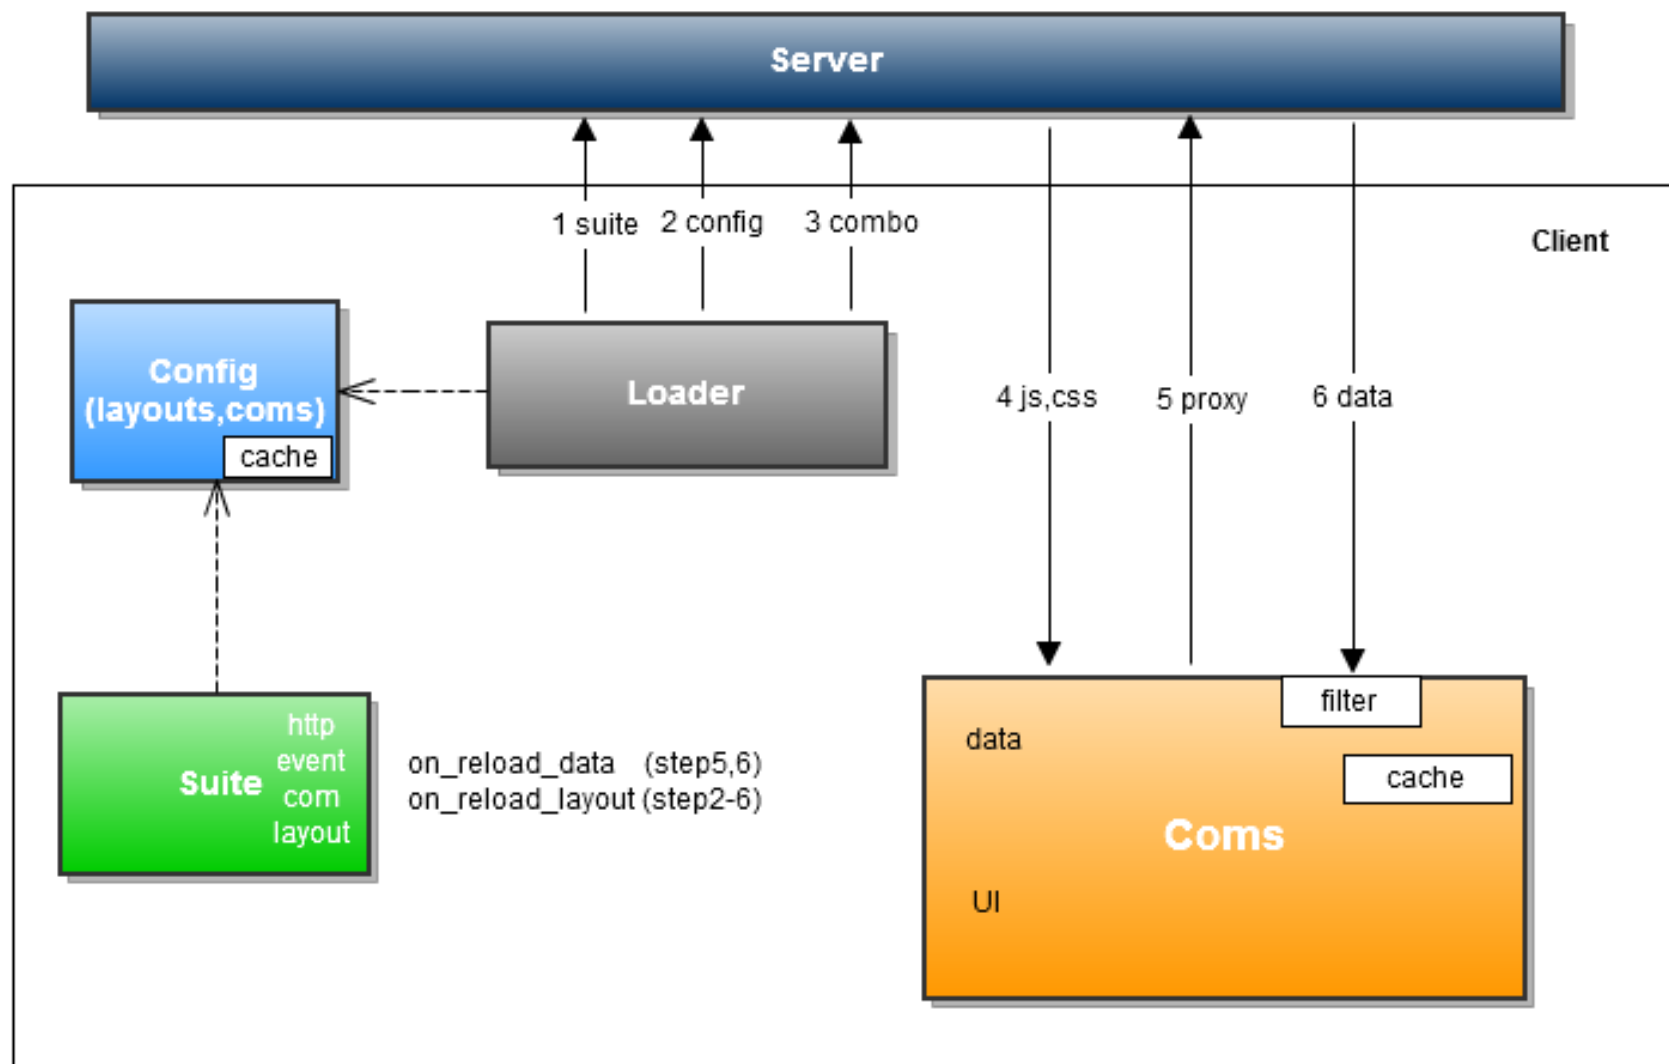 Server
1 suite
2 config
3 combo
Client
Config
(layouts,coms)
cache
Loader
4 js,css
5 proxy
6 data
http
event
Suite
com
layout
on_reload_data (step5,6)
on_reload_layout (step2-6)
filter
data
cache
Coms
UI